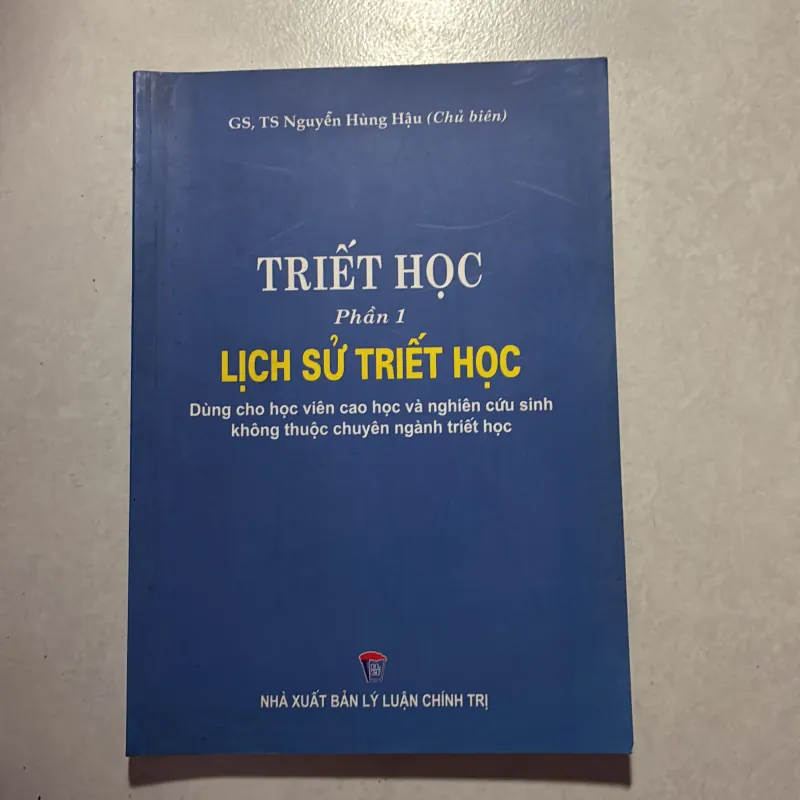 GS, TS Nguyễn Hùng Hậu (Chủ biên)
TRIẾT HỌC
Phần 1
LỊCH SỬ TRIẾT HỌC
Dùng cho học viên cao học và nghiên cứu sinh
không thuộc chuyên ngành triết học
NHÀ XUẤT BẢN LÝ LUẬN CHÍNH TRỊ